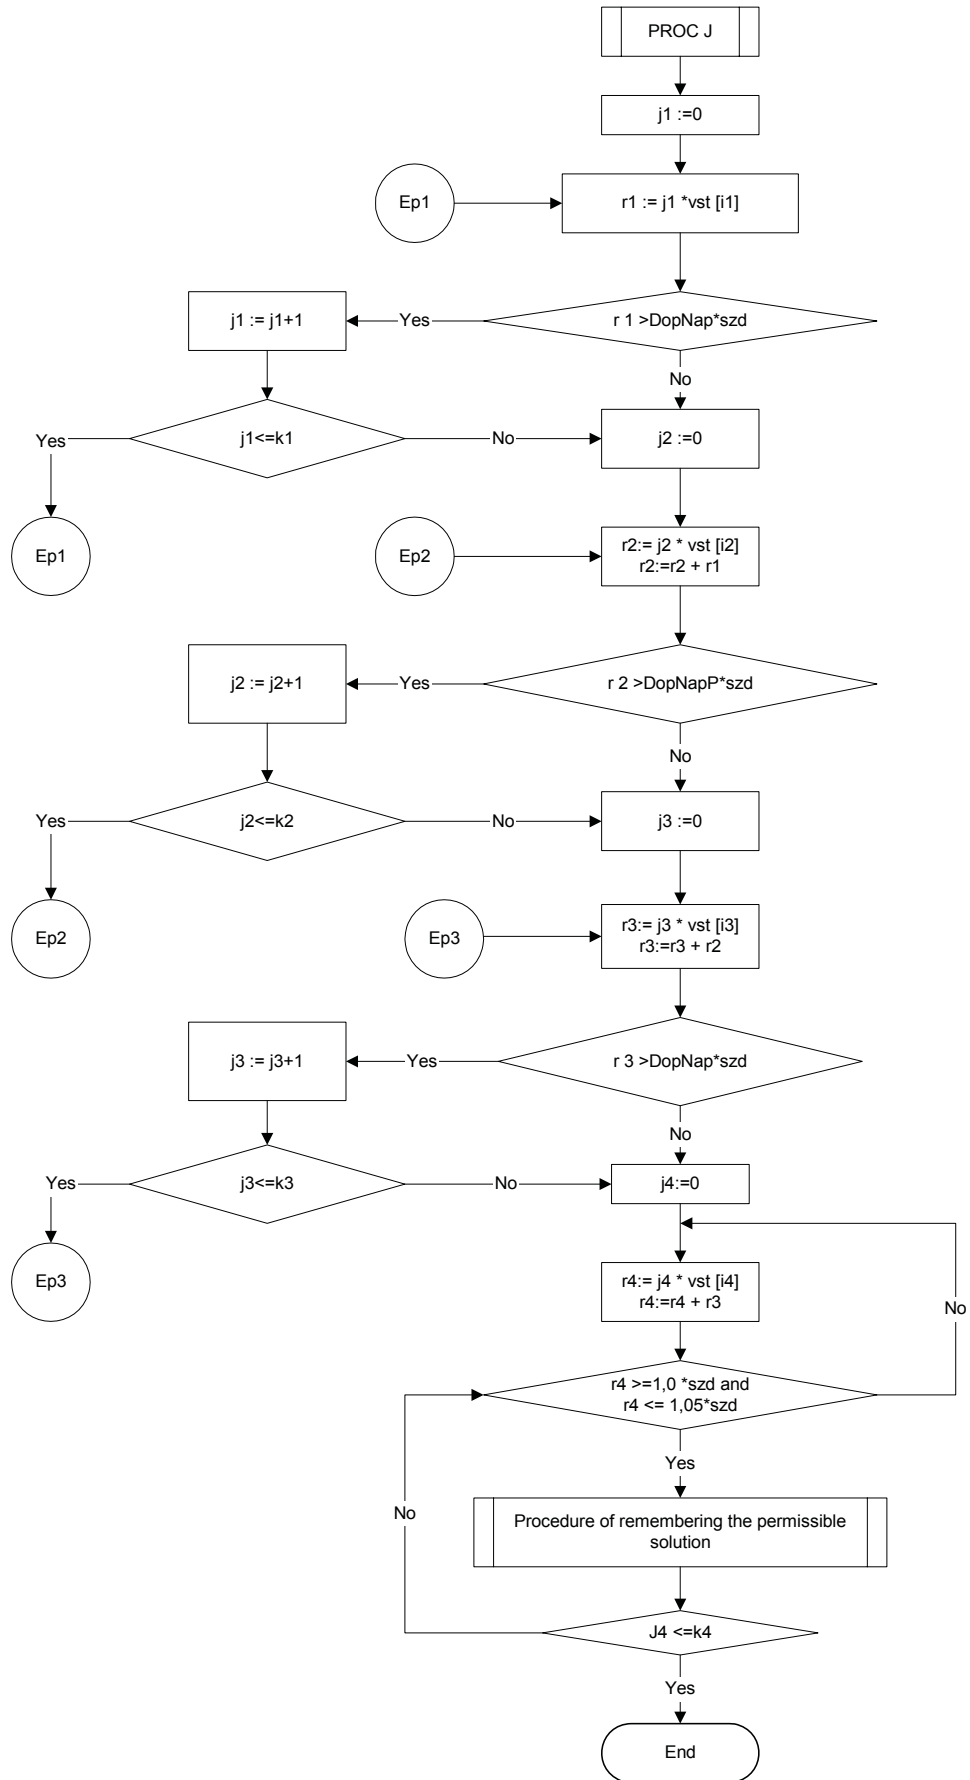 PROC J
j1 :=0
Ep1
r1 := j1 *vst [i1]
j1 := j1+1
Yes
r 1 >DopNap*szd
No
Yes
j1<=k1
No
j2 :=0
Ep1
Ep2
r2:= j2 * vst [i2]
r2:=r2 + r1
j2 := j2+1
Yes
r 2 >DopNapP*szd
No
Yes
j2<=k2
No
j3 :=0
Ep2
Ep3
r3:= j3 * vst [i3]
r3:=r3 + r2
j3 := j3+1
Yes
r 3 >DopNap*szd
No
Yes
j3<=k3
No
j4:=0
Ep3
r4:= j4 * vst [i4]
r4:=r4 + r3
No
r4 >=1,0 *szd and
r4 <= 1,05*szd
Yes
No
Procedure of remembering the permissible
solution
J4 <=k4
Yes
End